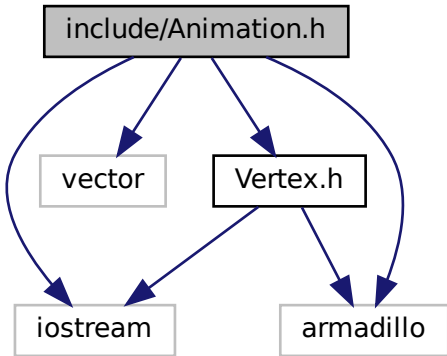 include/Animation.h
vector
Vertex.h
iostream
armadillo